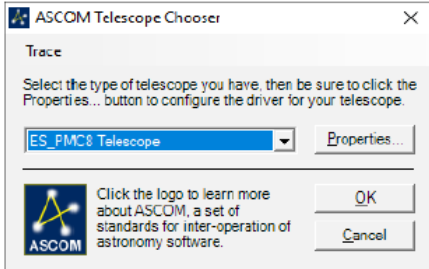 ASCOM Telescope Chooser
Trace
Select the type of telescope you have, then be sure to click the
Properties... button to configure the driver for your telescope.
ES_PMC8 Telescope
Properties...
Click the logo to learn more
about ASCOM, a set of
standards for inter-operation of
astronomy software.
ASCOM
OK
Cancel